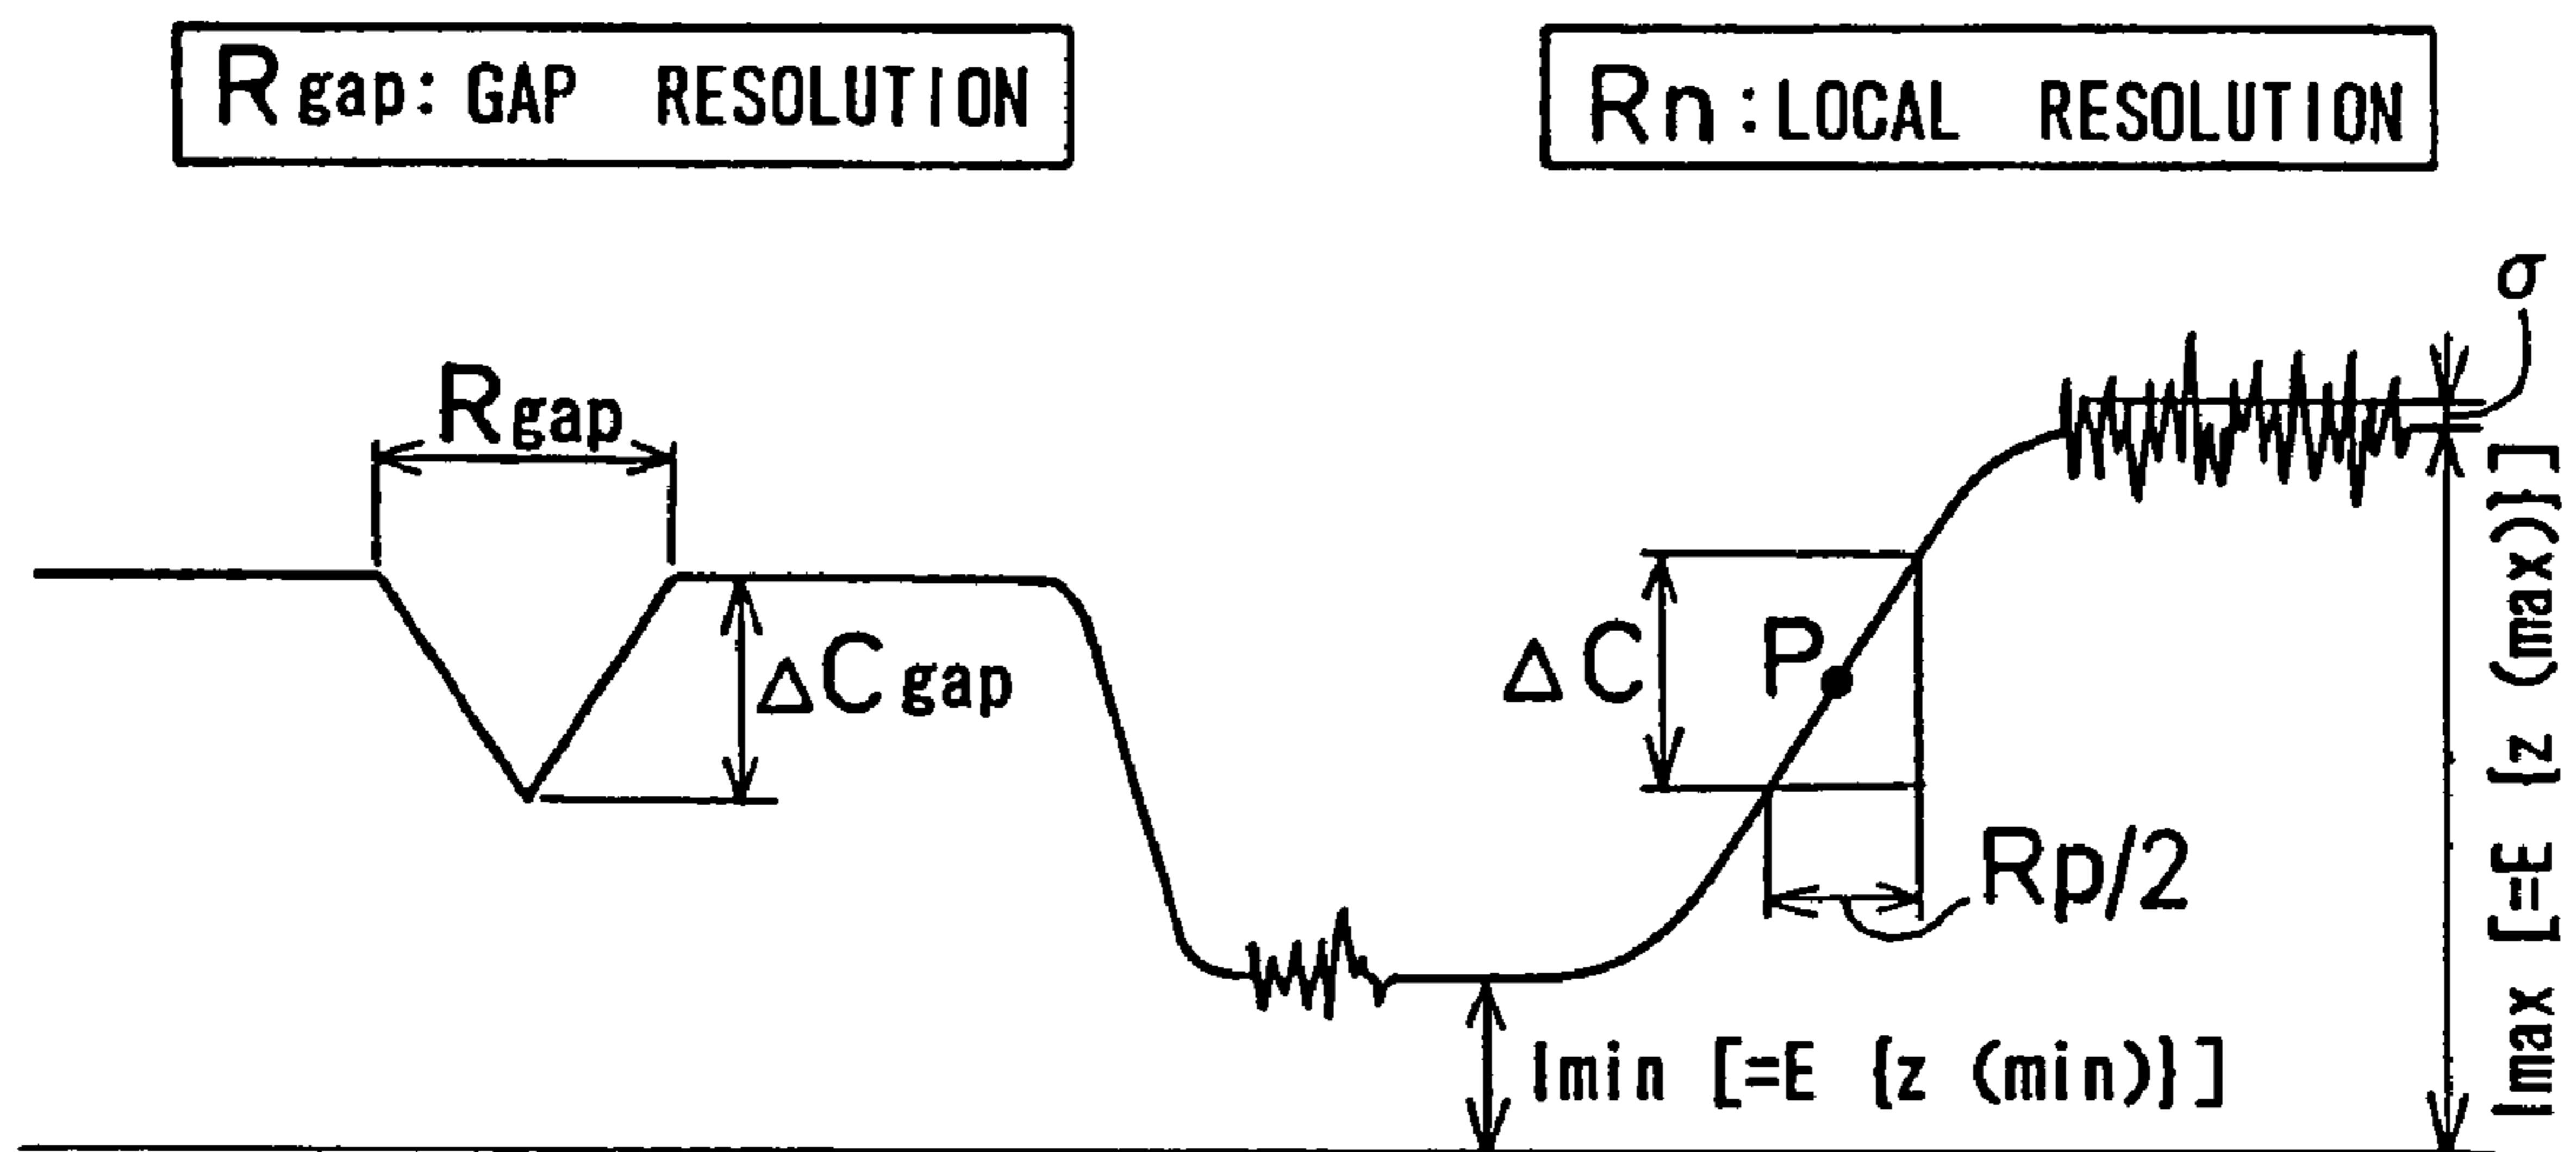 Rgap: GAP RESOLUTION
Rn: LOCAL RESOLUTION
σ
Rgap
ΔCgap
ΔC
P
Rp/2
Imin [=E {z (min)}]
Imax [=E {z (max)}]